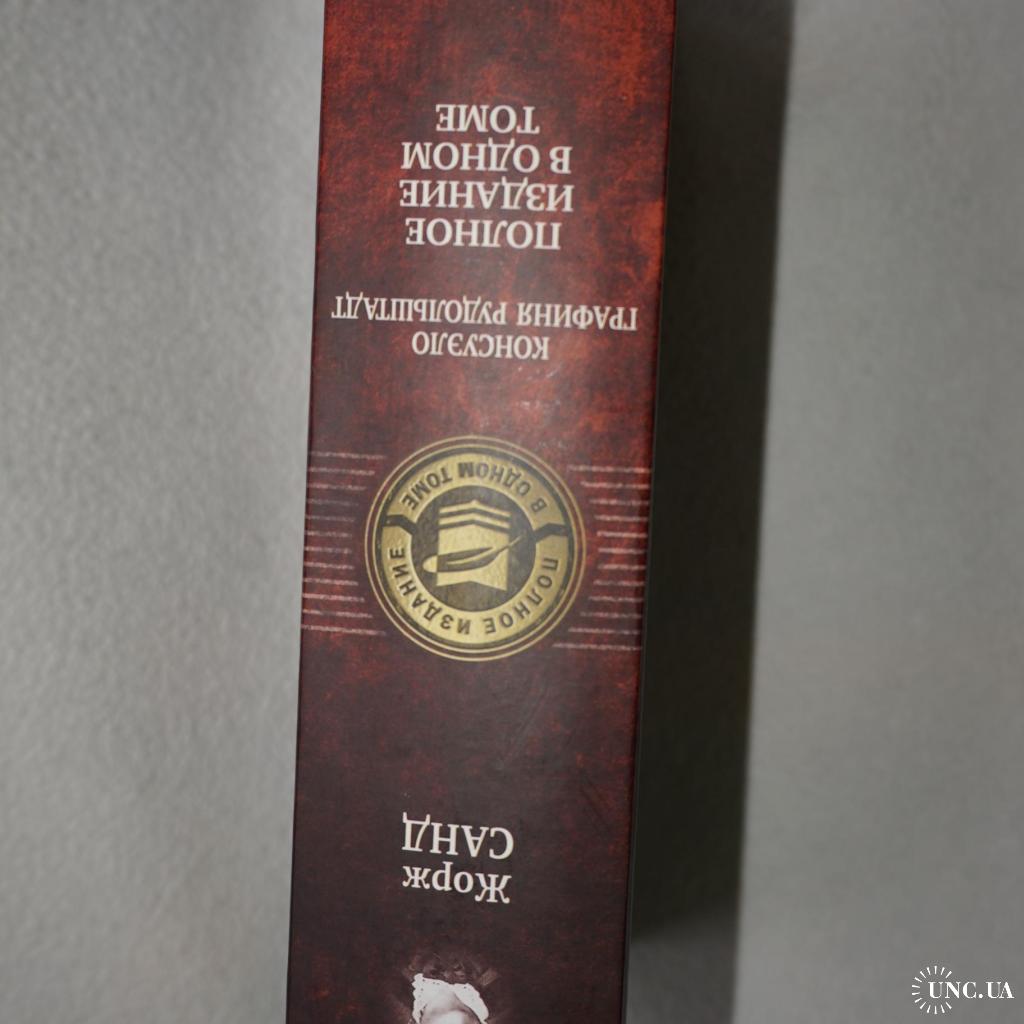 Жорж
САНД
ПОЛНОЕ ИЗДАНИЕ
В ОДНОМ ТОМЕ
КОНСУЭЛО
ГРАФИНЯ РУДОЛЬШТАДТ
ПОЛНОЕ
ИЗДАНИЕ
В ОДНОМ
ТОМЕ
UNC.UA